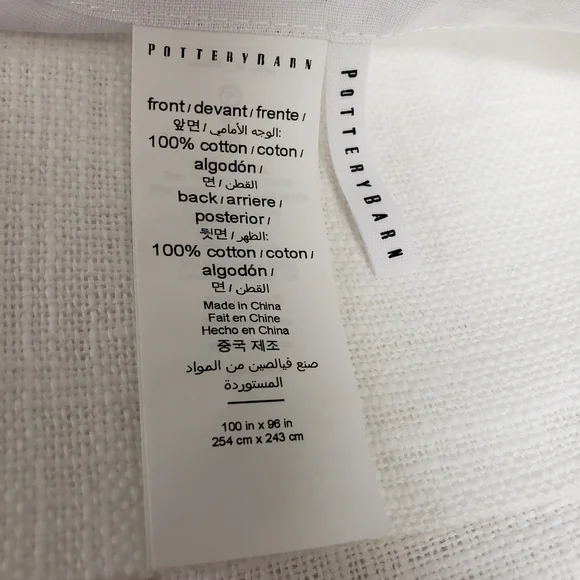 POTTERYBARN
front / devant / frente /
앞면 / الوجه الأمامي:
100% cotton / coton /
algodón /
면 / القطن
back / arriere /
posterior /
뒷면 / الظهر:
100% cotton / coton /
algodón /
면 / القطن
Made in China
Fait en Chine
Hecho en China
중국 제조
صنع فيالصين من المواد
المستوردة
100 in x 96 in
254 cm x 243 cm
POTTERYBARN